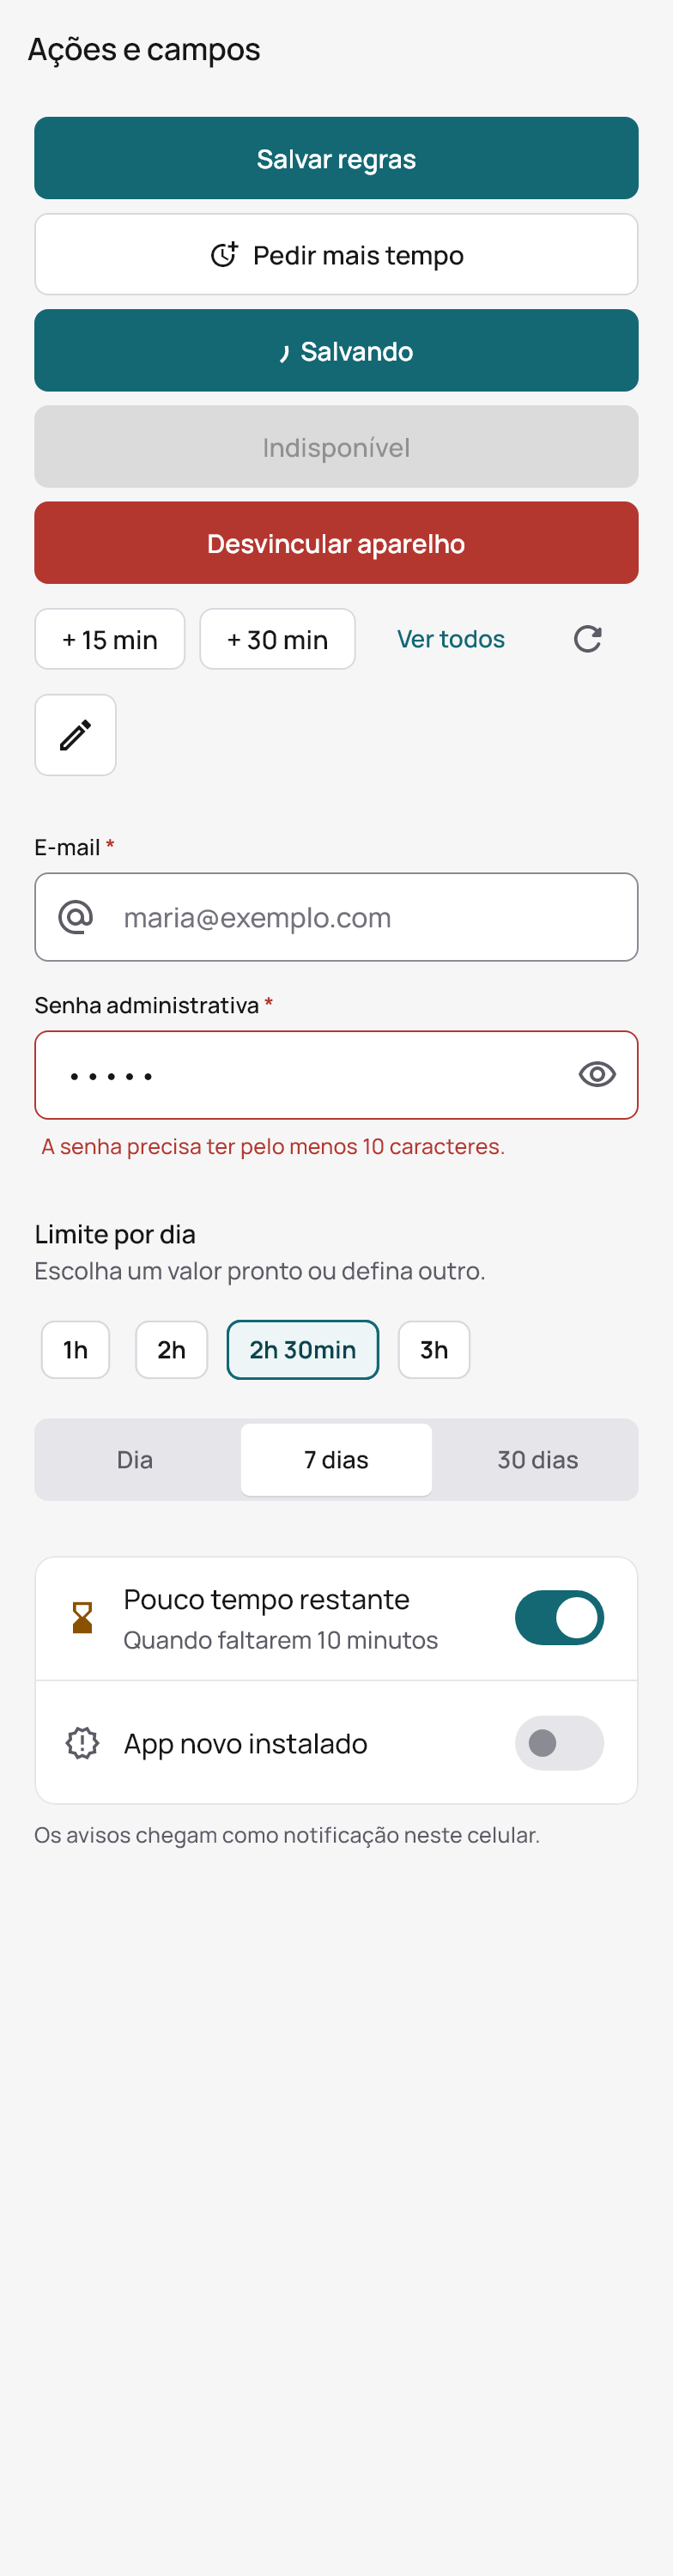 Ações e campos
Salvar regras
Pedir mais tempo
Salvando
Indisponível
Desvincular aparelho
+ 15 min
+ 30 min
Ver todos
E-mail *
maria@exemplo.com
Senha administrativa *
•••••
A senha precisa ter pelo menos 10 caracteres.
Limite por dia
Escolha um valor pronto ou defina outro.
1h
2h
2h 30min
3h
Dia
7 dias
30 dias
Pouco tempo restante
Quando faltarem 10 minutos
App novo instalado
Os avisos chegam como notificação neste celular.